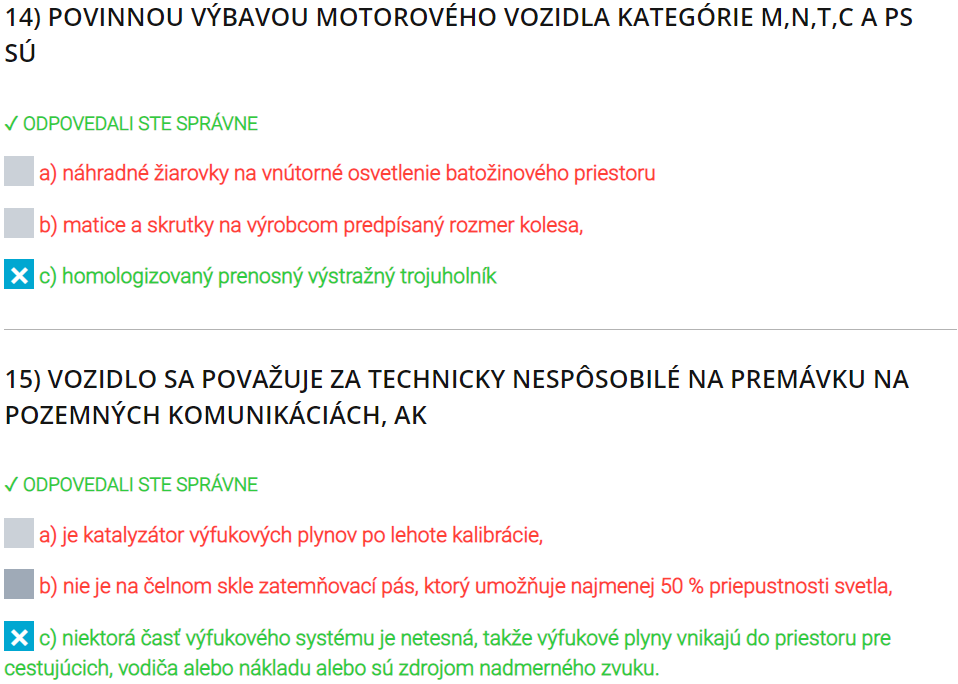 14) POVINNOU VÝBAVOU MOTOROVÉHO VOZIDLA KATEGÓRIE M,N,T,C A PS
SÚ
✓ ODPOVEDALI STE SPRÁVNE
a) náhradné žiarovky na vnútorné osvetlenie batožinového priestoru
b) matice a skrutky na výrobcom predpísaný rozmer kolesa,
c) homologizovaný prenosný výstražný trojuholník
15) VOZIDLO SA POVAŽUJE ZA TECHNICKY NESPÔSOBILÉ NA PREMÁVKU NA
POZEMNÝCH KOMUNIKÁCIÁCH, AK
✓ ODPOVEDALI STE SPRÁVNE
a) je katalyzátor výfukových plynov po lehote kalibrácie,
b) nie je na čelnom skle zatemňovací pás, ktorý umožňuje najmenej 50 % priepustnosti svetla,
c) niektorá časť výfukového systému je netesná, takže výfukové plyny vnikajú do priestoru pre
cestujúcich, vodiča alebo nákladu alebo sú zdrojom nadmerného zvuku.